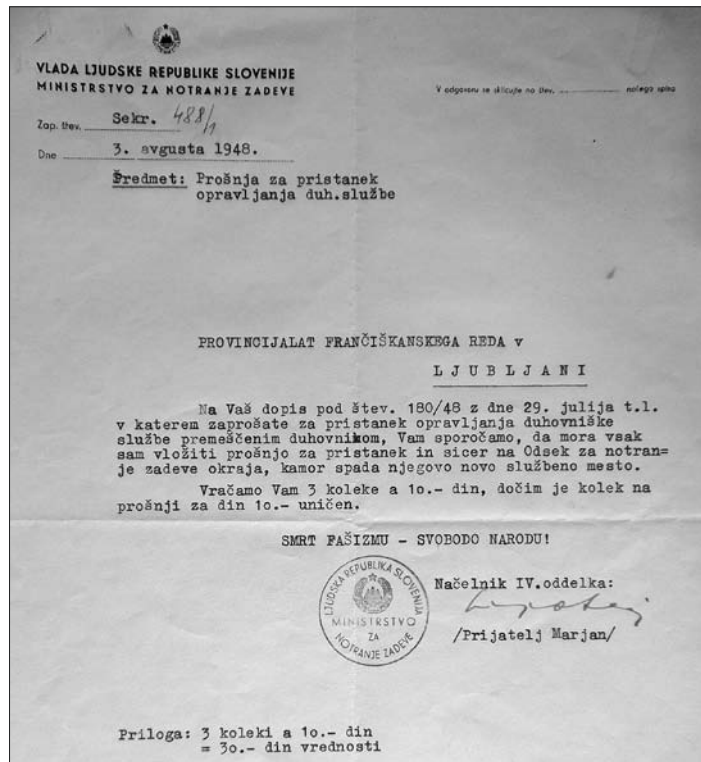 VLADA LJUDSKE REPUBLIKE SLOVENIJE
MINISTRSTVO ZA NOTRANJE ZADEVE
V odgovoru se sklicujte na štev. našega spisa
Zap. štev. Sekr. 488/1
Dne 3. avgusta 1948.
Predmet: Prošnja za pristanek
opravljanja duh.službe
PROVINCIJALAT FRANČIŠKANSKEGA REDA v
LJUBLJANI
Na Vaš dopis pod štev. 180/48 z dne 29. julija t.l.
v katerem zaprošate za pristanek opravljanja duhovniške
službe premeščenim duhovnikom, Vam sporočamo, da mora vsak
sam vložiti prošnjo za pristanek in sicer na Odsek za notran=
je zadeve okraja, kamor spada njegovo novo službeno mesto.
Vračamo Vam 3 koleke a 1o.- din, dočim je kolek na
prošnji za din 1o.- uničen.
SMRT FAŠIZMU - SVOBODO NARODU!
LJUDSKA REPUBLIKA SLOVENIJA
MINISTRSTVO
ZA
NOTRANJE ZADEVE
Načelnik IV.oddelka:
/Prijatelj Marjan/
Priloga: 3 koleki a 1o.- din
= 3o.- din vrednosti